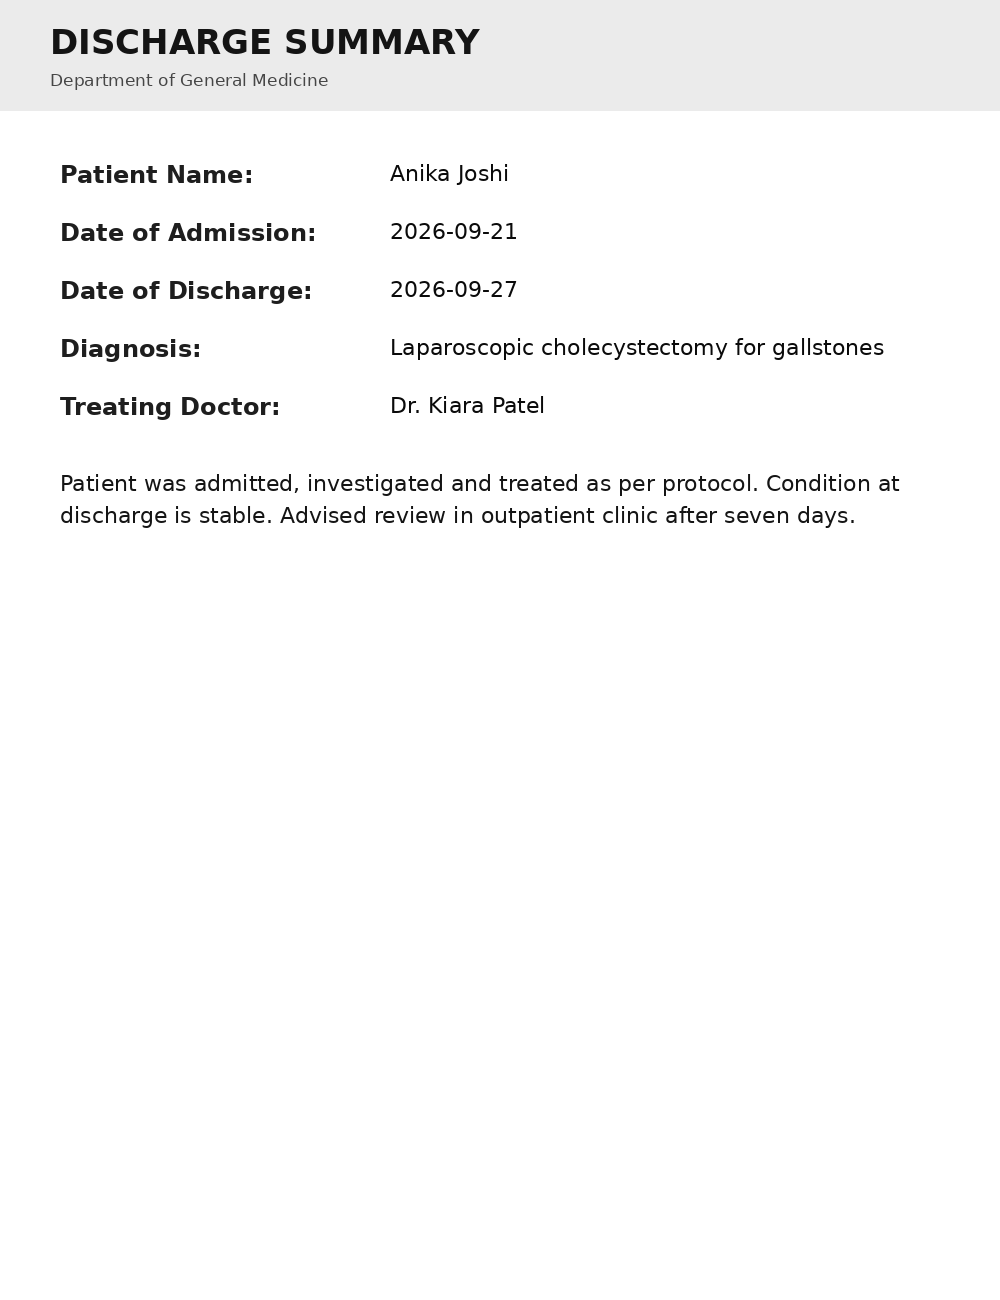 DISCHARGE SUMMARY
Department of General Medicine
Patient Name: Anika Joshi
Date of Admission: 2026-09-21
Date of Discharge: 2026-09-27
Diagnosis: Laparoscopic cholecystectomy for gallstones
Treating Doctor: Dr. Kiara Patel
Patient was admitted, investigated and treated as per protocol. Condition at
discharge is stable. Advised review in outpatient clinic after seven days.